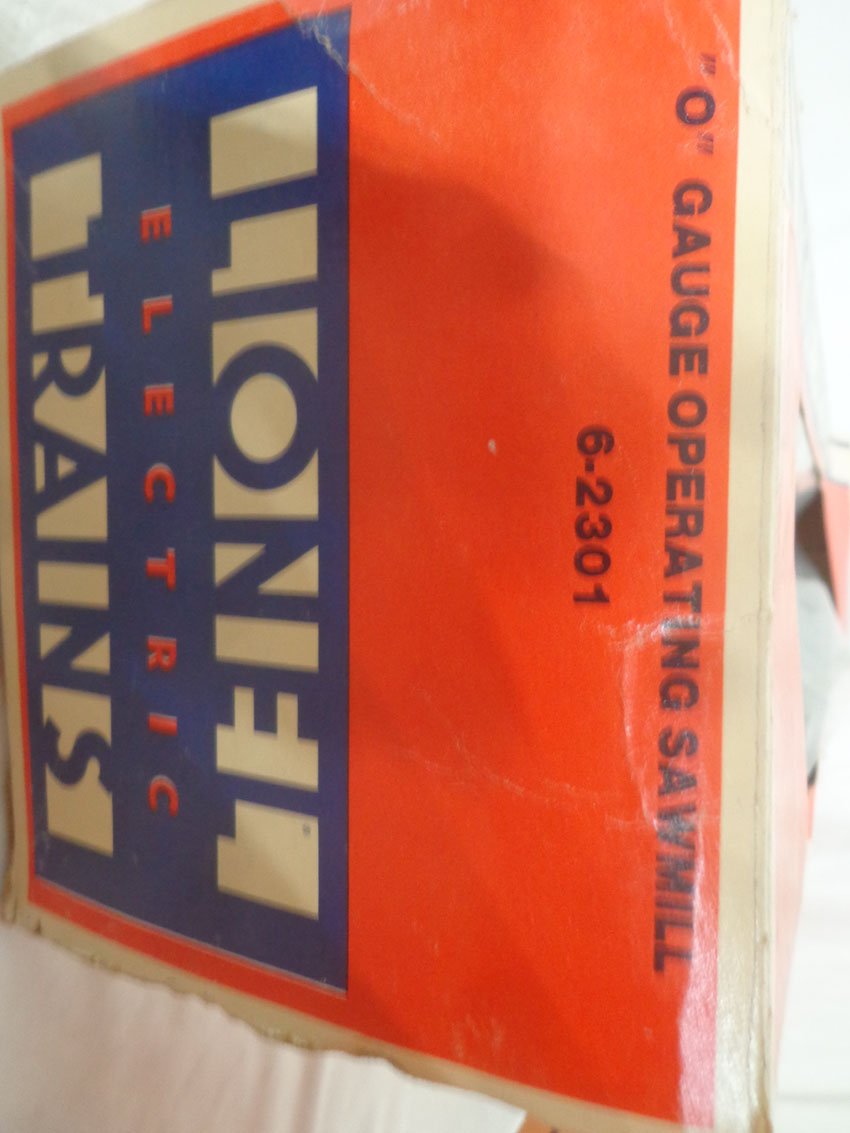 "O" GAUGE OPERATING SAWMILL
6-2301
LIONEL
ELECTRIC
TRAINS